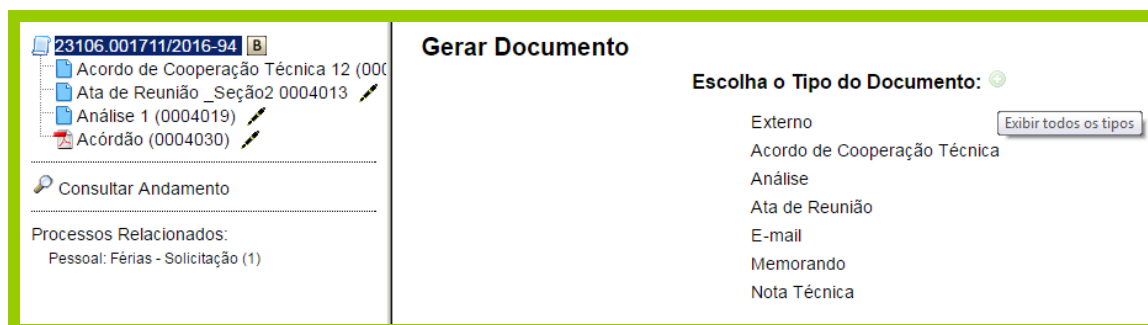 23106.001711/2016-94 B
Acordo de Cooperação Técnica 12 (000
Ata de Reunião _Seção2 0004013
Análise 1 (0004019)
Acórdão (0004030)
Consultar Andamento
Processos Relacionados:
Pessoal: Férias - Solicitação (1)
Gerar Documento
Escolha o Tipo do Documento:
Exibir todos os tipos
Externo
Acordo de Cooperação Técnica
Análise
Ata de Reunião
E-mail
Memorando
Nota Técnica